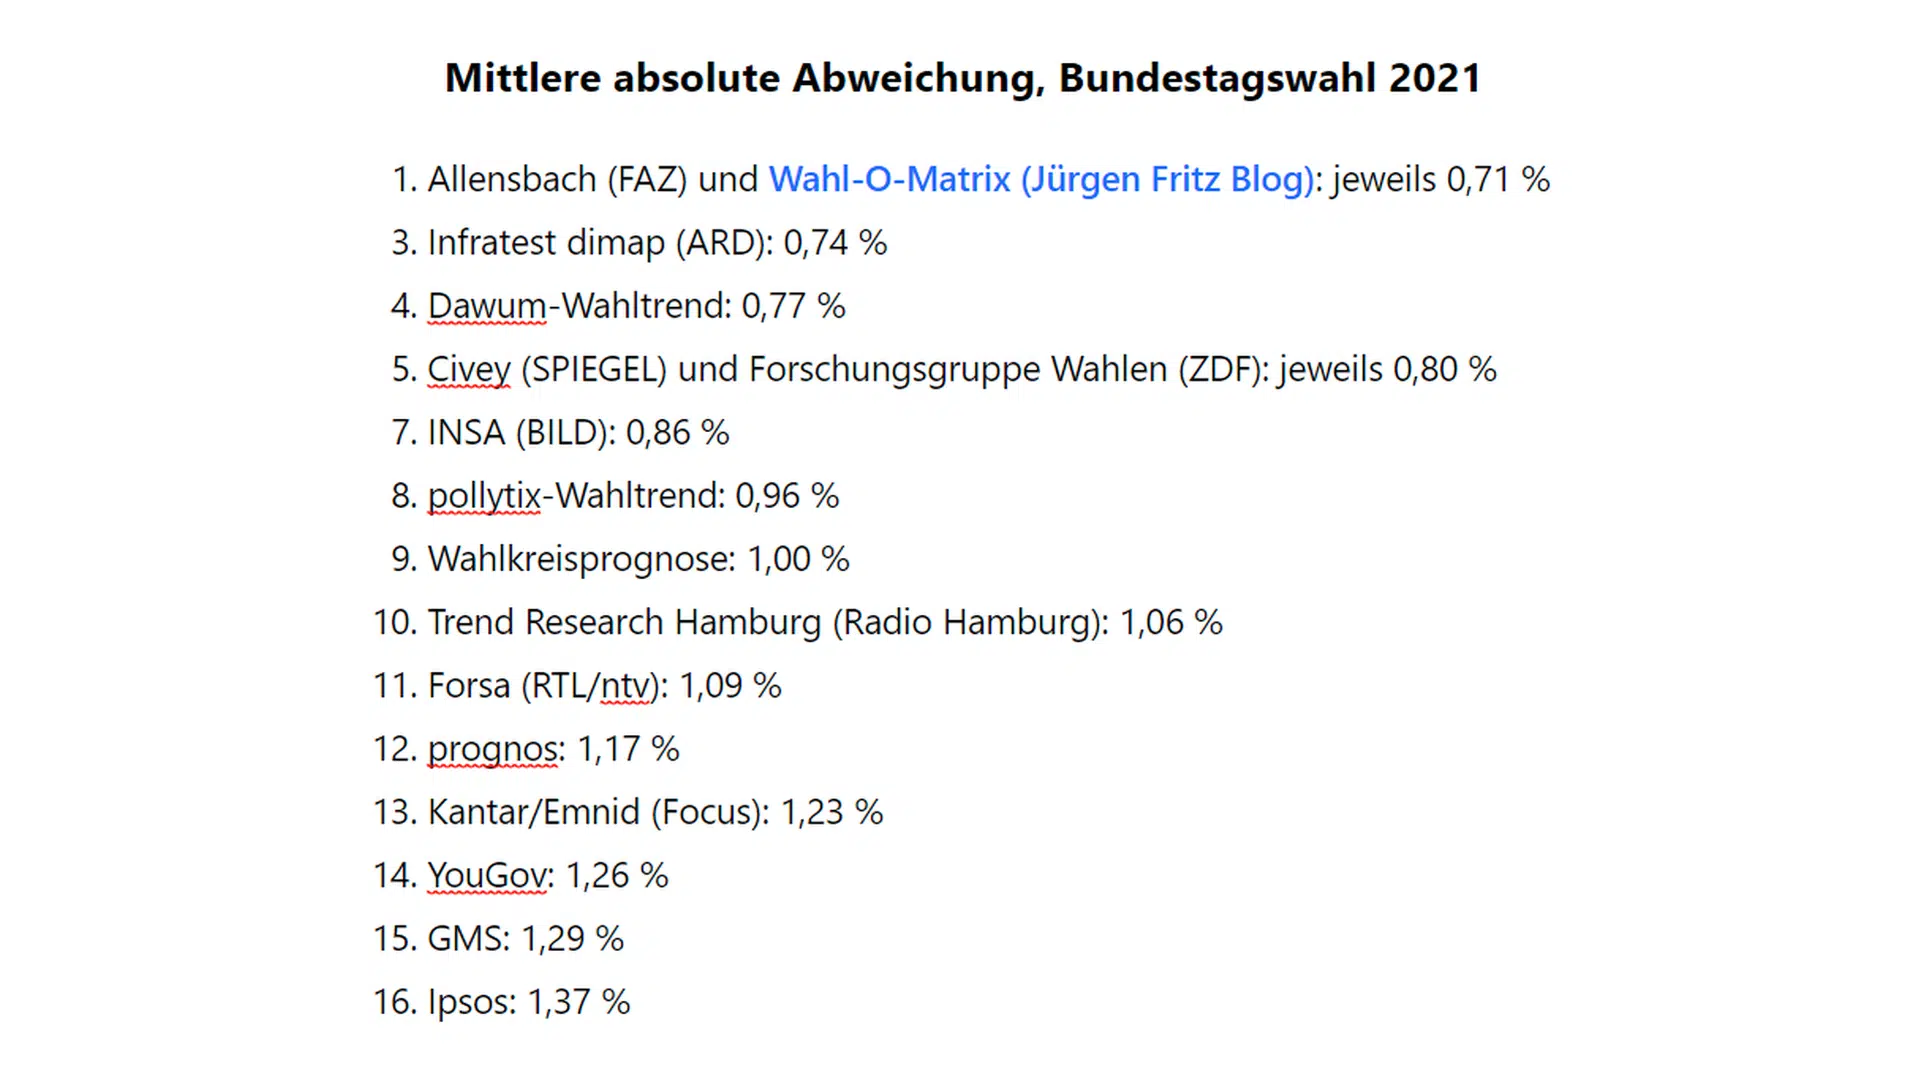 Mittlere absolute Abweichung, Bundestagswahl 2021
1. Allensbach (FAZ) und Wahl-O-Matrix (Jürgen Fritz Blog): jeweils 0,71 %
3. Infratest dimap (ARD): 0,74 %
4. Dawum-Wahltrend: 0,77 %
5. Civey (SPIEGEL) und Forschungsgruppe Wahlen (ZDF): jeweils 0,80 %
7. INSA (BILD): 0,86 %
8. pollytix-Wahltrend: 0,96 %
9. Wahlkreisprognose: 1,00 %
10. Trend Research Hamburg (Radio Hamburg): 1,06 %
11. Forsa (RTL/ntv): 1,09 %
12. prognos: 1,17 %
13. Kantar/Emnid (Focus): 1,23 %
14. YouGov: 1,26 %
15. GMS: 1,29 %
16. Ipsos: 1,37 %